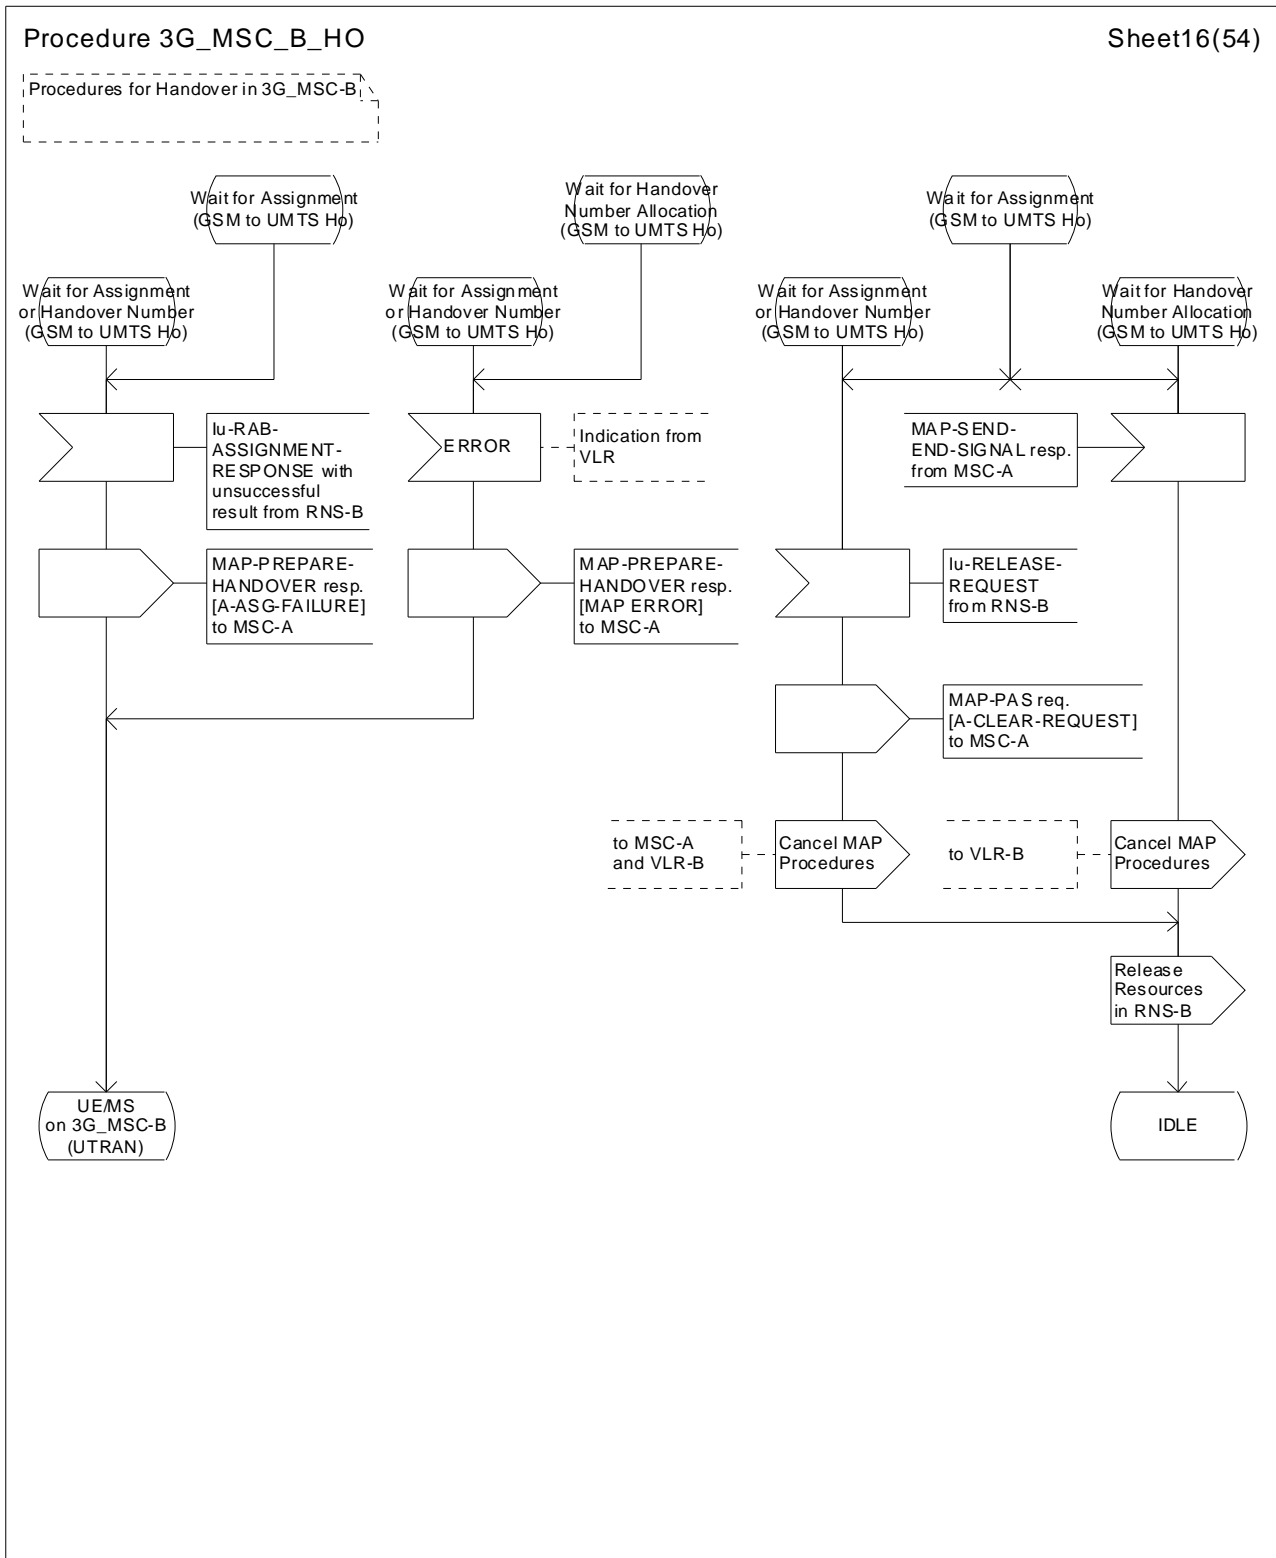 Procedure 3G_MSC_B_HO
Sheet16(54)
Procedures for Handover in 3G_MSC-B
Wait for Assignment
(GSM to UMTS Ho)
Wait for Handover
Number Allocation
(GSM to UMTS Ho)
Wait for Assignment
(GSM to UMTS Ho)
Wait for Assignment
or Handover Number
(GSM to UMTS Ho)
Wait for Assignment
or Handover Number
(GSM to UMTS Ho)
Wait for Assignment
or Handover Number
(GSM to UMTS Ho)
Wait for Handover
Number Allocation
(GSM to UMTS Ho)
Iu-RAB-
ASSIGNMENT-
RESPONSE with
unsuccessful
result from RNS-B
ERROR
Indication from
VLR
MAP-SEND-
END-SIGNAL resp.
from MSC-A
MAP-PREPARE-
HANDOVER resp.
[A-ASG-FAILURE]
to MSC-A
MAP-PREPARE-
HANDOVER resp.
[MAP ERROR]
to MSC-A
Iu-RELEASE-
REQUEST
from RNS-B
MAP-PAS req.
[A-CLEAR-REQUEST]
to MSC-A
to MSC-A
and VLR-B
Cancel MAP
Procedures
to VLR-B
Cancel MAP
Procedures
Release
Resources
in RNS-B
UE/MS
on 3G_MSC-B
(UTRAN)
IDLE